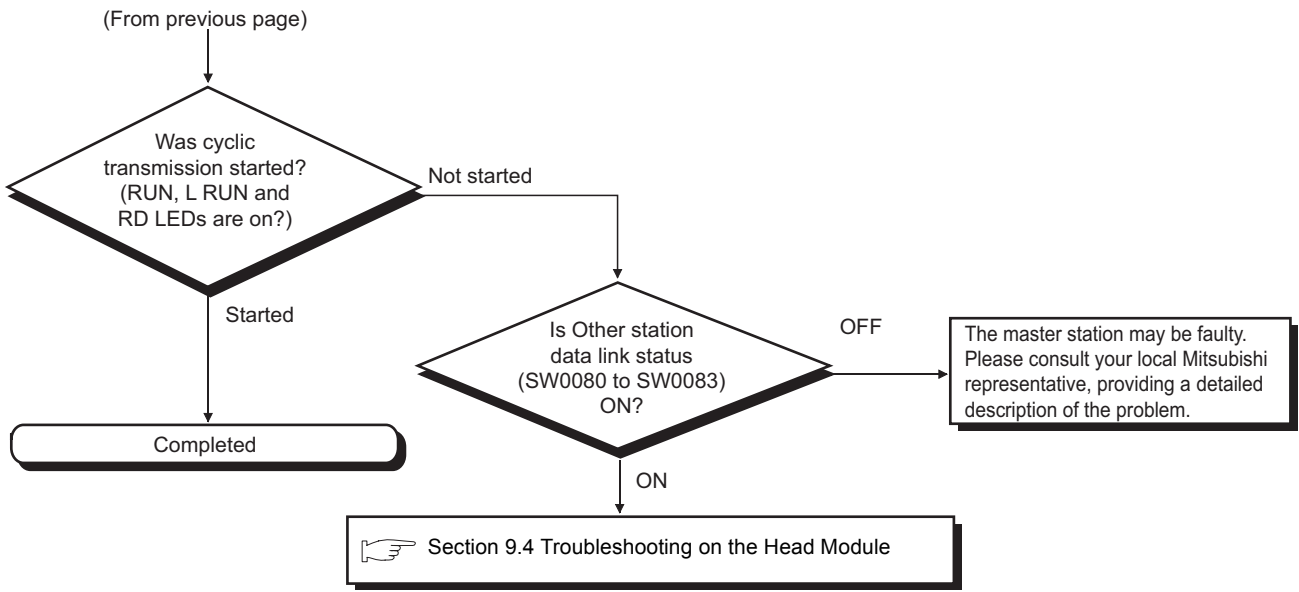 (From previous page)
Was cyclic
transmission started?
(RUN, L RUN and
RD LEDs are on?)
Not started
Started
Completed
Is Other station
data link status
(SW0080 to SW0083)
ON?
OFF
The master station may be faulty.
Please consult your local Mitsubishi
representative, providing a detailed
description of the problem.
ON
Section 9.4 Troubleshooting on the Head Module